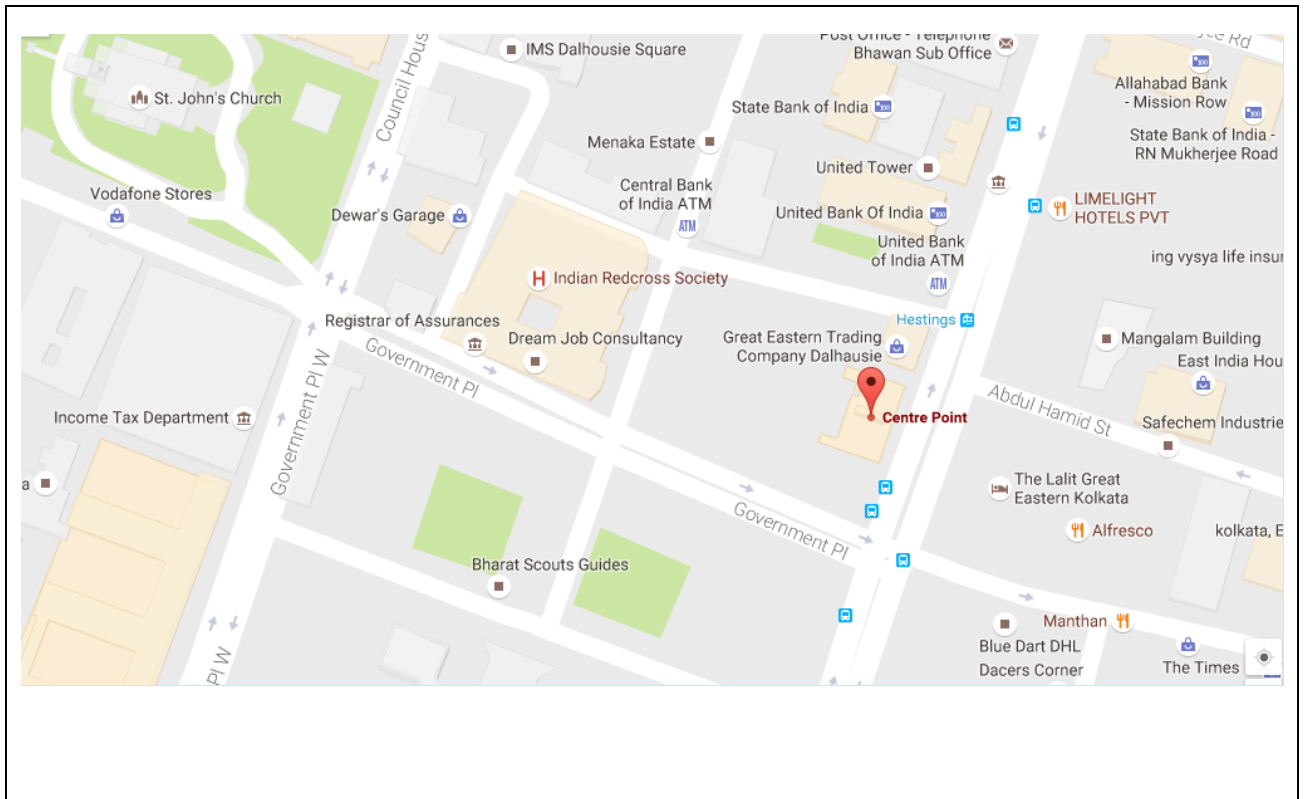 Post Office - Telephone
Bhawan Sub Office
IMS Dalhousie Square
Council Hous
Allahabad Bank
- Mission Row
St. John's Church
State Bank of India
State Bank of India -
RN Mukherjee Road
Menaka Estate
United Tower
Central Bank
of India ATM
ATM
Vodafone Stores
Dewar's Garage
United Bank Of India
LIMELIGHT
HOTELS PVT
United Bank
of India ATM
ATM
ing vysya life insur
H Indian Redcross Society
Registrar of Assurances
Hestings
Dream Job Consultancy
Great Eastern Trading
Company Dalhausie
Mangalam Building
East India Hou
Government Pl
Government Pl W
Abdul Hamid St
Income Tax Department
Centre Point
Safechem Industrie
a
The Lalit Great
Eastern Kolkata
Government Pl
Alfresco
kolkata, E
Bharat Scouts Guides
Manthan
Blue Dart DHL
Dacers Corner
The Times
Pl W